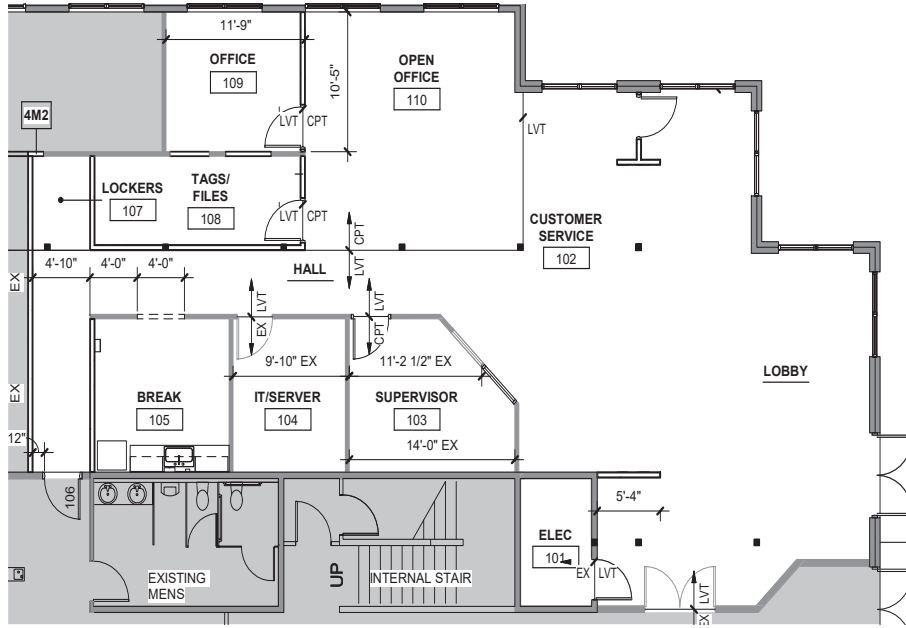 11'-9"
OFFICE
109
10'-5"
OPEN
OFFICE
110
4M2
LVT
CPT
LVT
LOCKERS
107
TAGS/
FILES
108
LVT
CPT
CPT
LVT
CUSTOMER
SERVICE
102
HALL
EX
4'-10"
4'-0"
4'-0"
LVT
EX
LVT
CPT
9'-10" EX
11'-2 1/2" EX
LOBBY
EX
BREAK
105
IT/SERVER
104
SUPERVISOR
103
12"
14'-0" EX
106
5'-4"
ELEC
101
EX
LVT
UP
EXISTING
MENS
INTERNAL STAIR
LVT
EX